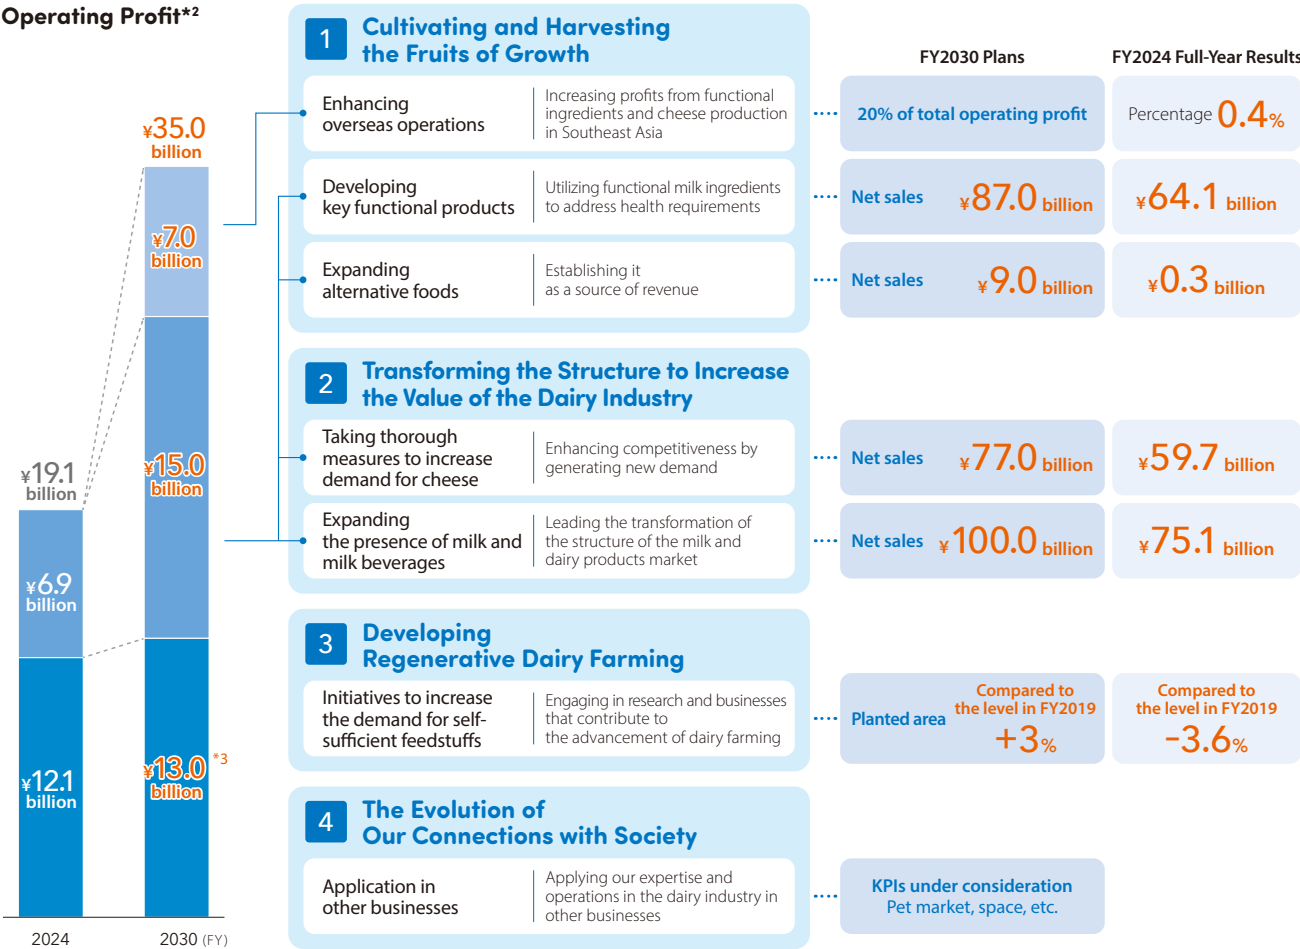 Operating Profit*2
¥35.0
billion
¥7.0
billion
¥15.0
billion
¥13.0 *3
billion
¥19.1
billion
¥6.9
billion
¥12.1
billion
2024
2030 (FY)
FY2030 Plans
FY2024 Full-Year Results
1
Cultivating and Harvesting
the Fruits of Growth
Enhancing
overseas operations
Increasing profits from functional
ingredients and cheese production
in Southeast Asia
20% of total operating profit
Percentage 0.4%
Developing
key functional products
Utilizing functional milk ingredients
to address health requirements
Net sales ¥87.0 billion
¥64.1 billion
Expanding
alternative foods
Establishing it
as a source of revenue
Net sales ¥9.0 billion
¥0.3 billion
2
Transforming the Structure to Increase
the Value of the Dairy Industry
Taking thorough
measures to increase
demand for cheese
Enhancing competitiveness by
generating new demand
Net sales ¥77.0 billion
¥59.7 billion
Expanding
the presence of milk and
milk beverages
Leading the transformation of
the structure of the milk and
dairy products market
Net sales ¥100.0 billion
¥75.1 billion
3
Developing
Regenerative Dairy Farming
Initiatives to increase
the demand for self-
sufficient feedstuffs
Engaging in research and businesses
that contribute to
the advancement of dairy farming
Planted area
Compared to
the level in FY2019
+3%
Compared to
the level in FY2019
-3.6%
4
The Evolution of
Our Connections with Society
Application in
other businesses
Applying our expertise and
operations in the dairy industry in
other businesses
KPIs under consideration
Pet market, space, etc.